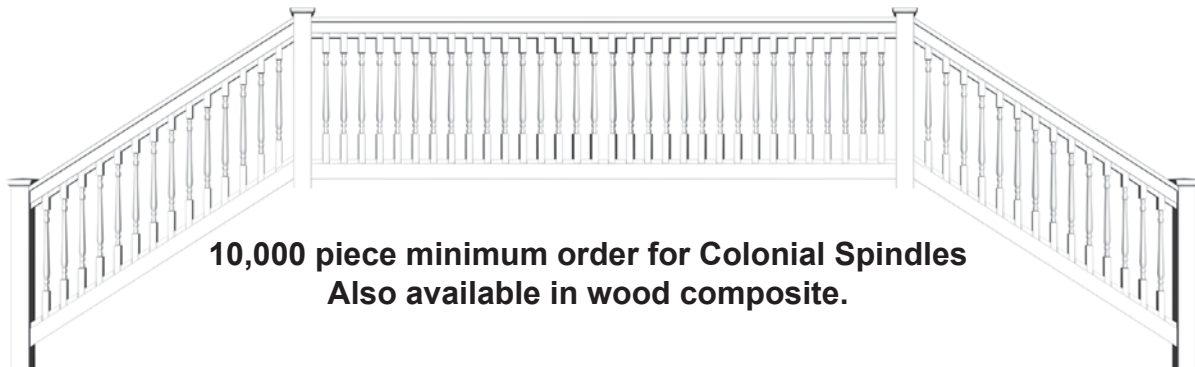 10,000 piece minimum order for Colonial Spindles
Also available in wood composite.